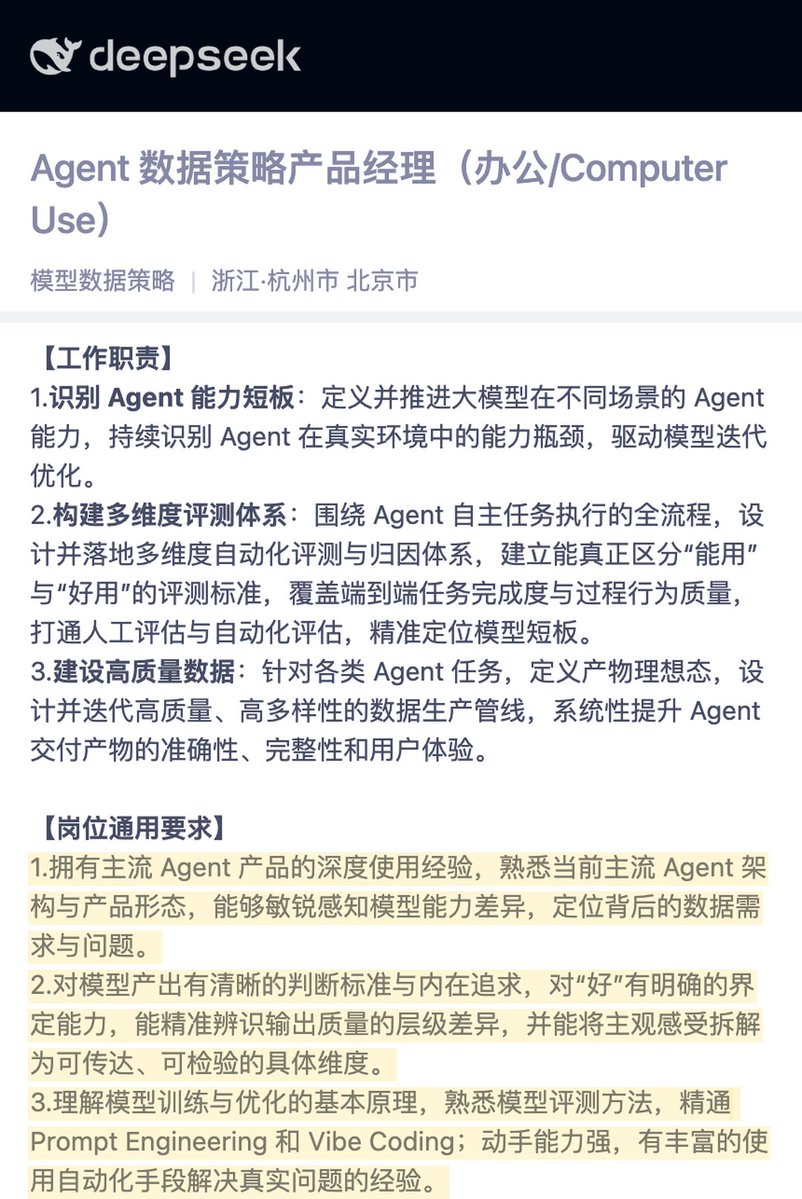 deepseek
Agent 数据策略产品经理（办公/Computer
Use）
模型数据策略 | 浙江·杭州市 北京市
【工作职责】
1.识别 Agent 能力短板：定义并推进大模型在不同场景的 Agent
能力，持续识别 Agent 在真实环境中的能力瓶颈，驱动模型迭代
优化。
2.构建多维度评测体系：围绕 Agent 自主任务执行的全流程，设
计并落地多维度自动化评测与归因体系，建立能真正区分“能用”
与“好用”的评测标准，覆盖端到端任务完成度与过程行为质量，
打通人工评估与自动化评估，精准定位模型短板。
3.建设高质量数据：针对各类 Agent 任务，定义产物理想态，设
计并迭代高质量、高多样性的数据生产管线，系统性提升 Agent
交付产物的准确性、完整性和用户体验。
【岗位通用要求】
1.拥有主流 Agent 产品的深度使用经验，熟悉当前主流 Agent 架
构与产品形态，能够敏锐感知模型能力差异，定位背后的数据需
求与问题。
2.对模型产出有清晰的判断标准与内在追求，对“好”有明确的界
定能力，能精准辨识输出质量的层级差异，并能将主观感受拆解
为可传达、可检验的具体维度。
3.理解模型训练与优化的基本原理，熟悉模型评测方法，精通
Prompt Engineering 和 Vibe Coding；动手能力强，有丰富的使
用自动化手段解决真实问题的经验。